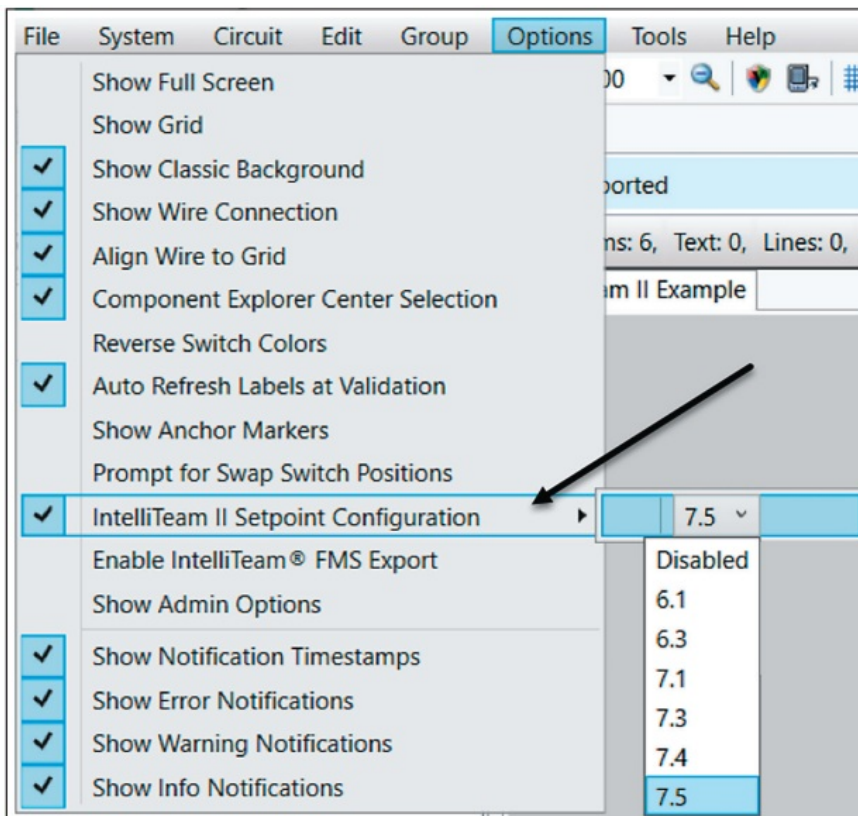 File System Circuit Edit Group Options Tools Help
Show Full Screen
00
Show Grid
Show Classic Background
ported
Show Wire Connection
ms: 6, Text: 0, Lines: 0,
Align Wire to Grid
Component Explorer Center Selection
am II Example
Reverse Switch Colors
Auto Refresh Labels at Validation
Show Anchor Markers
Prompt for Swap Switch Positions
IntelliTeam II Setpoint Configuration
7.5
Enable IntelliTeam® FMS Export
Disabled
Show Admin Options
6.1
6.3
Show Notification Timestamps
7.1
Show Error Notifications
7.3
Show Warning Notifications
7.4
Show Info Notifications
7.5